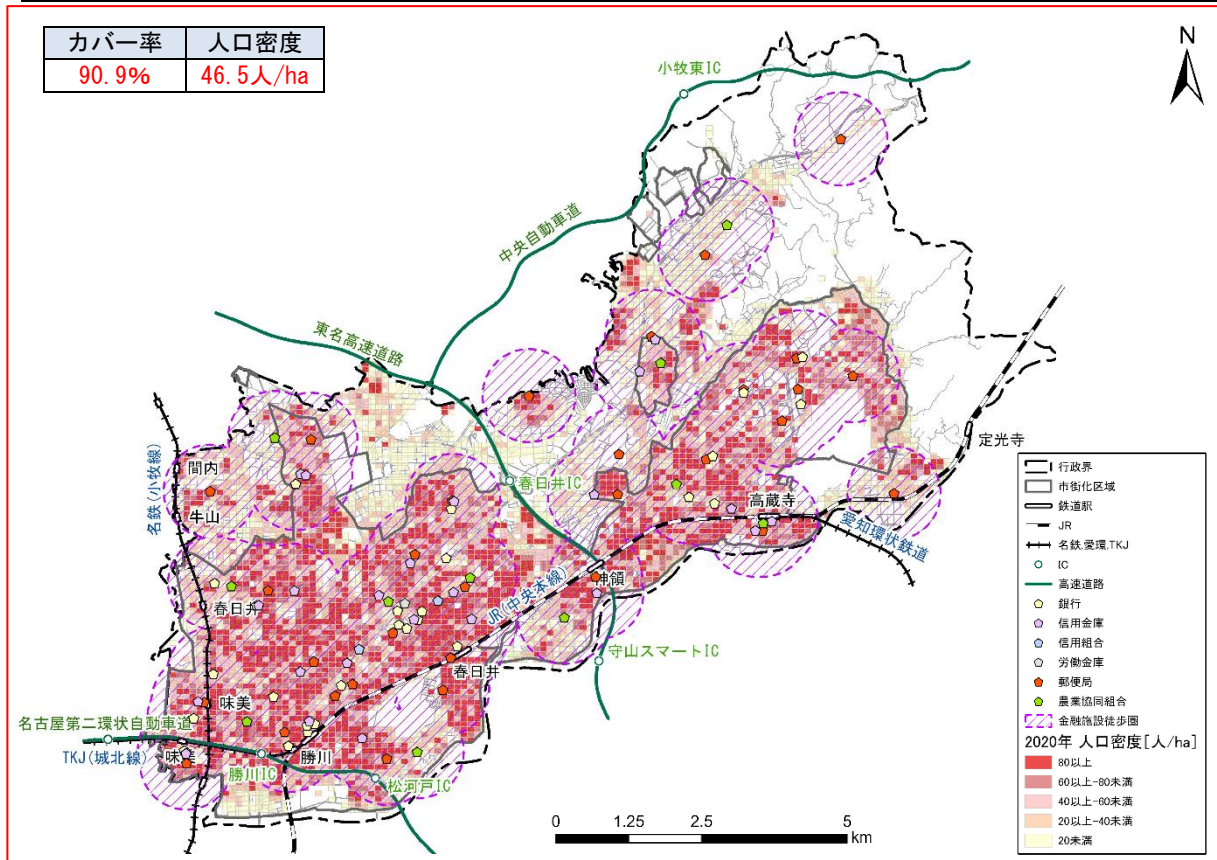 カバー率 人口密度
90.9% 46.5人/ha
N
小牧東IC
中央自動車道
東名高速道路
定光寺
間内
名鉄(小牧線)
牛山
春日井IC
高蔵寺
愛知環状鉄道
神領
JR(中央本線)
春日井
守山スマートIC
春日井
味美
名古屋第二環状自動車道
TKJ(城北線)
味美
勝川IC
勝川
松河戸IC
0 1.25 2.5 5
km
行政界
市街化区域
鉄道駅
JR
名鉄,愛環,TKJ
IC
高速道路
銀行
信用金庫
信用組合
労働金庫
郵便局
農業協同組合
金融施設徒歩圏
2020年 人口密度[人/ha]
80以上
60以上-80未満
40以上-60未満
20以上-40未満
20未満